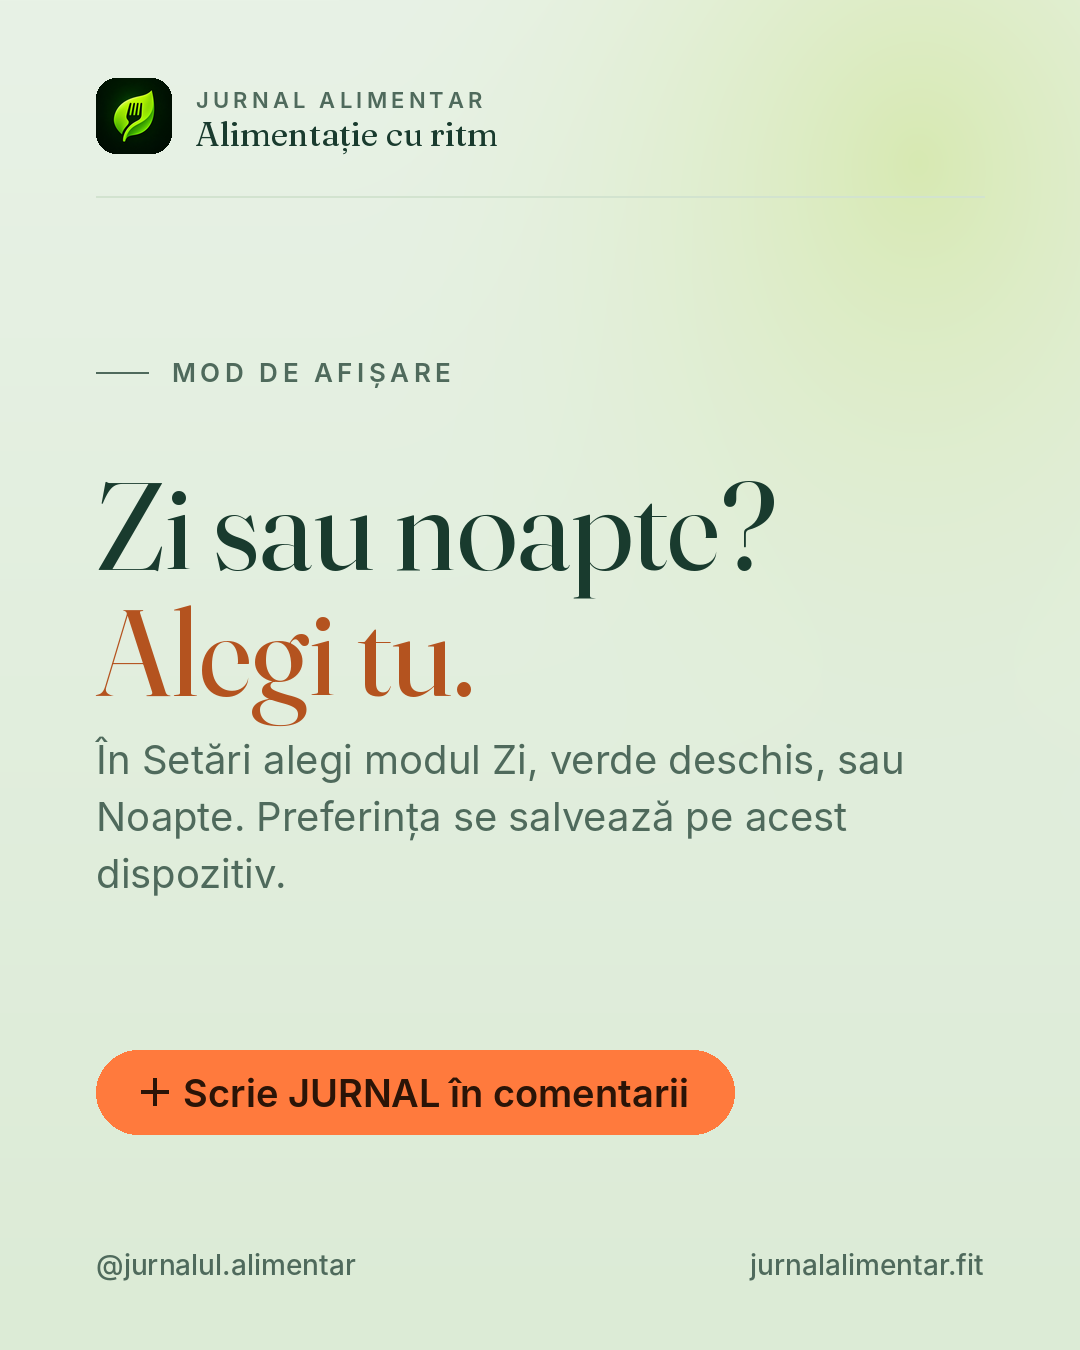 JURNAL ALIMENTAR
Alimentație cu ritm
MOD DE AFIȘARE
Zi sau noapte?
Alegi tu.
În Setări alegi modul Zi, verde deschis, sau
Noapte. Preferința se salvează pe acest
dispozitiv.
+ Scrie JURNAL în comentarii
@jurnalul.alimentar
jurnalalimentar.fit